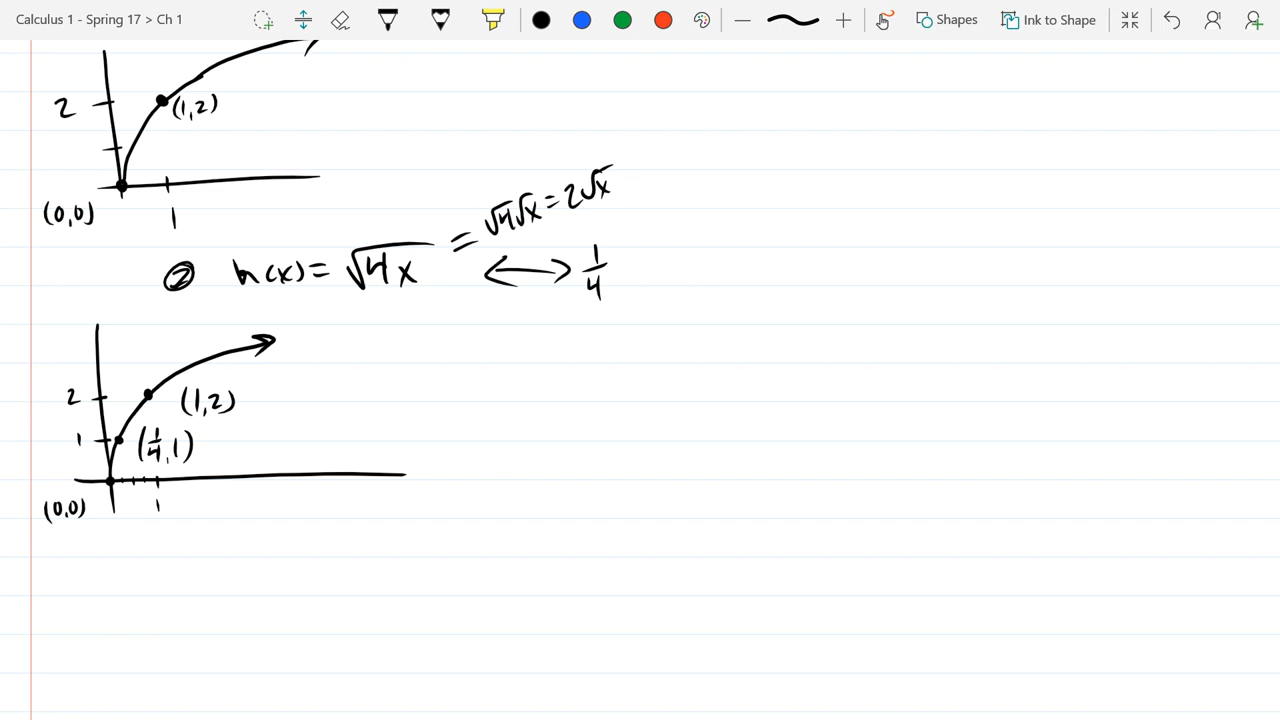 Calculus 1 - Spring 17 > Ch 1
Shapes
Ink to Shape
2
(1,2)
(0,0)
1
② h(x) = √4x = √4√x = 2√x
↔ 1/4
2
(1,2)
1
(1/4,1)
(0,0)
1